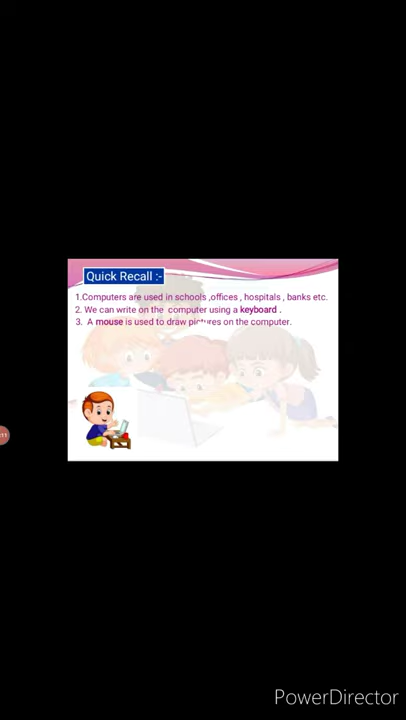 Quick Recall :-
1.Computers are used in schools ,offices , hospitals , banks etc.
2. We can write on the computer using a keyboard .
3. A mouse is used to draw pictures on the computer.
:11
PowerDirector